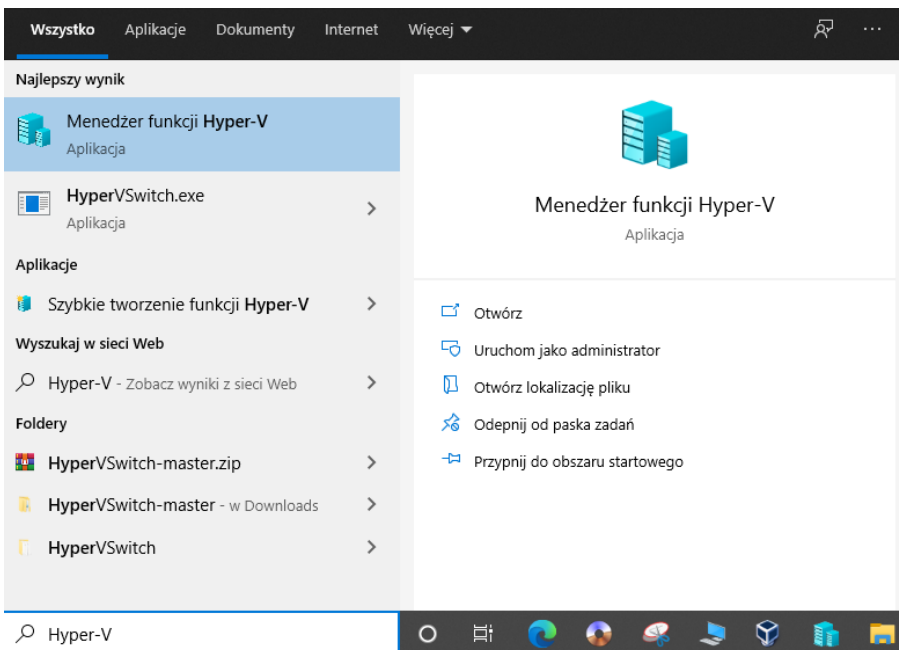 Wszystko Aplikacje Dokumenty Internet Więcej
Najlepszy wynik
Menedżer funkcji Hyper-V
Aplikacja
HyperVSwitch.exe
Aplikacja
Aplikacje
Szybkie tworzenie funkcji Hyper-V
Wyszukaj w sieci Web
Hyper-V - Zobacz wyniki z sieci Web
Foldery
HyperVSwitch-master.zip
HyperVSwitch-master - w Downloads
HyperVSwitch
Menedżer funkcji Hyper-V
Aplikacja
Otwórz
Uruchom jako administrator
Otwórz lokalizację pliku
Odepnij od paska zadań
Przypnij do obszaru startowego
Hyper-V